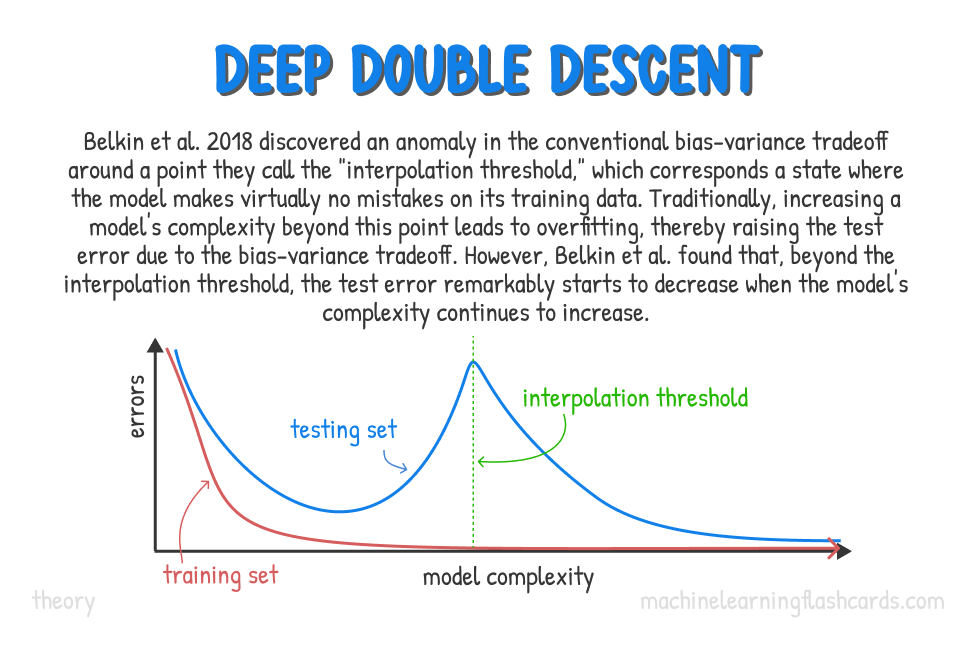 DEEP DOUBLE DESCENT
Belkin et al. 2018 discovered an anomaly in the conventional bias-variance tradeoff
around a point they call the "interpolation threshold," which corresponds a state where
the model makes virtually no mistakes on its training data. Traditionally, increasing a
model's complexity beyond this point leads to overfitting, thereby raising the test
error due to the bias-variance tradeoff. However, Belkin et al. found that, beyond the
interpolation threshold, the test error remarkably starts to decrease when the model's
complexity continues to increase.
errors
interpolation threshold
testing set
training set
model complexity
theory
machinelearningflashcards.com